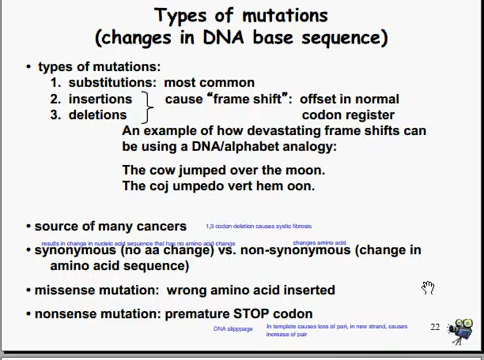 Types of mutations
(changes in DNA base sequence)
• types of mutations:
1. substitutions: most common
2. insertions cause “frame shift”: offset in normal
3. deletions codon register
An example of how devastating frame shifts can
be using a DNA/alphabet analogy:
The cow jumped over the moon.
The coj umpedo vert hem oon.
• source of many cancers 1,3 codon deletion causes systic fibrosis
results in change in nucleic acid sequence that has no amino acid change changes amino acid
• synonymous (no aa change) vs. non-synonymous (change in
amino acid sequence)
• missense mutation: wrong amino acid inserted
• nonsense mutation: premature STOP codon
DNA slipppage In template causes loss of part, in new strand, causes
increase of pair
22